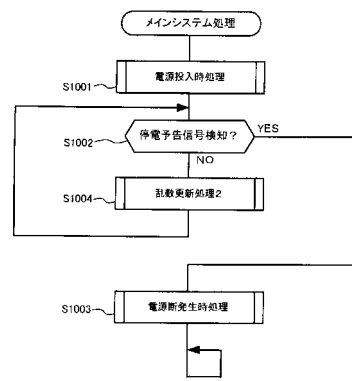 メインシステム処理
S1001
電源投入時処理
S1002
停電予告信号検知？
YES
NO
S1004
乱数更新処理2
S1003
電源断発生時処理